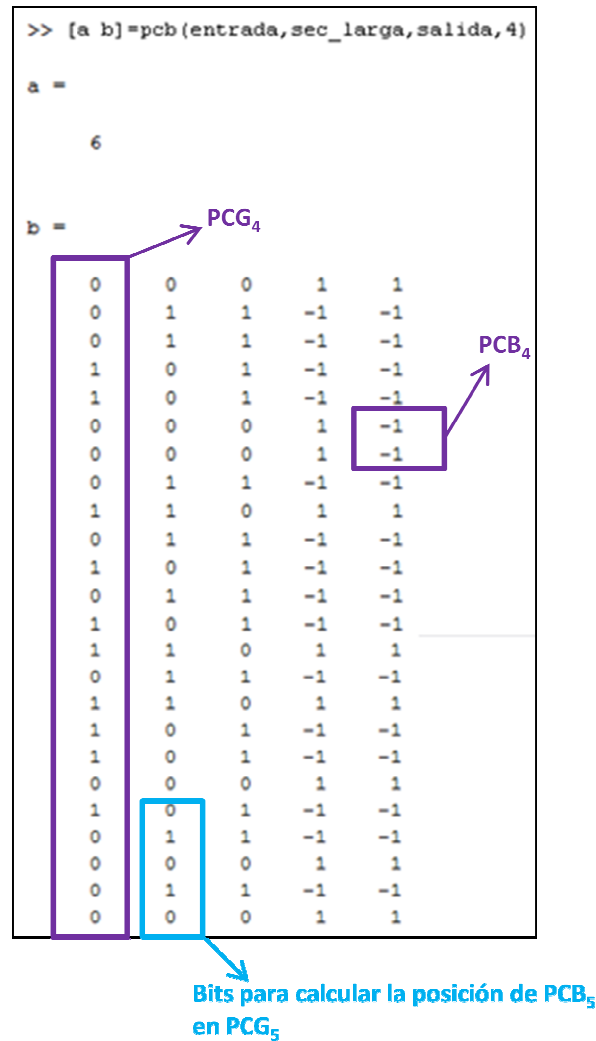 >> [a b]=pcb(entrada,sec_larga,salida,4)
a =
6
b =
PCG4
0 0 0 1 1
0 1 1 -1 -1
0 1 1 -1 -1
PCB4
1 0 1 -1 -1
1 0 1 -1 -1
0 0 0 1 -1
0 0 0 1 -1
0 1 1 -1 -1
1 1 0 1 1
0 1 1 -1 -1
1 0 1 -1 -1
0 1 1 -1 -1
1 0 1 -1 -1
1 1 0 1 1
0 1 1 -1 -1
1 1 0 1 1
1 0 1 -1 -1
1 0 1 -1 -1
0 0 0 1 1
1 0 1 -1 -1
0 1 1 -1 -1
0 0 0 1 1
0 1 1 -1 -1
0 0 0 1 1
Bits para calcular la posición de PCB5
en PCG5